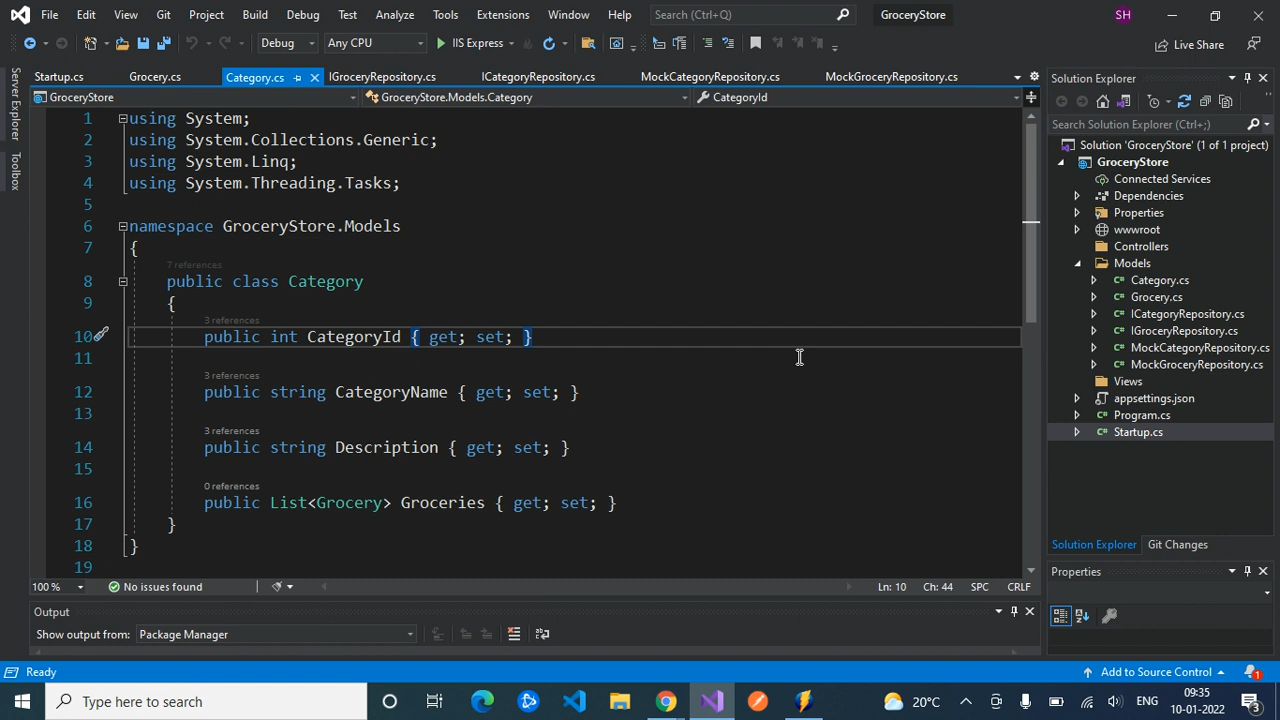 File Edit View Git Project Build Debug Test Analyze Tools Extensions Window Help Search (Ctrl+Q) GroceryStore SH
Debug Any CPU IIS Express Live Share
Startup.cs Grocery.cs Category.cs IGroceryRepository.cs ICategoryRepository.cs MockCategoryRepository.cs MockGroceryRepository.cs
GroceryStore GroceryStore.Models.Category CategoryId
Server Explorer
Toolbox
1 using System;
2 using System.Collections.Generic;
3 using System.Linq;
4 using System.Threading.Tasks;
5
6 namespace GroceryStore.Models
7 {
7 references
8 public class Category
9 {
3 references
10 public int CategoryId { get; set; }
11
3 references
12 public string CategoryName { get; set; }
13
3 references
14 public string Description { get; set; }
15
0 references
16 public List<Grocery> Groceries { get; set; }
17 }
18 }
19
100 % No issues found Ln: 10 Ch: 44 SPC CRLF
Output
Show output from: Package Manager
Solution Explorer
Search Solution Explorer (Ctrl+;)
Solution 'GroceryStore' (1 of 1 project)
GroceryStore
Connected Services
Dependencies
Properties
wwwroot
Controllers
Models
C# Category.cs
C# Grocery.cs
C# ICategoryRepository.cs
C# IGroceryRepository.cs
C# MockCategoryRepository.cs
C# MockGroceryRepository.cs
Views
appsettings.json
C# Program.cs
C# Startup.cs
Solution Explorer Git Changes
Properties
Ready Add to Source Control 1
Type here to search 20°C ENG 09:35
10-01-2022 3